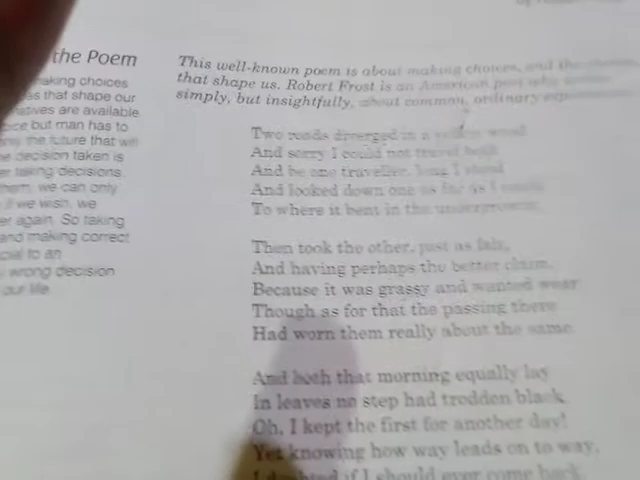 the Poem
making choices
as that shape our
natives are available
but man has to
the future that will
decision taken is
taking decisions.
them, we can only
if we wish, we
again. So taking
and making correct
to an
wrong decision
our life.
This well-known poem is about making choices, and the choices
that shape us. Robert Frost is an American poet who writes
simply, but insightfully, about common, ordinary
Two roads diverged in a yellow wood
And sorry I could not travel both
And be one traveller, long I stood
And looked down one as far as I could
To where it bent in the undergrowth
Then took the other, just as fair,
And having perhaps the better claim,
Because it was grassy and wanted wear
Though as for that the passing there
Had worn them really about the same
And both that morning equally lay
In leaves no step had trodden black
Oh, I kept the first for another day!
Yet knowing how way leads on to way,
I doubted if I should ever come back